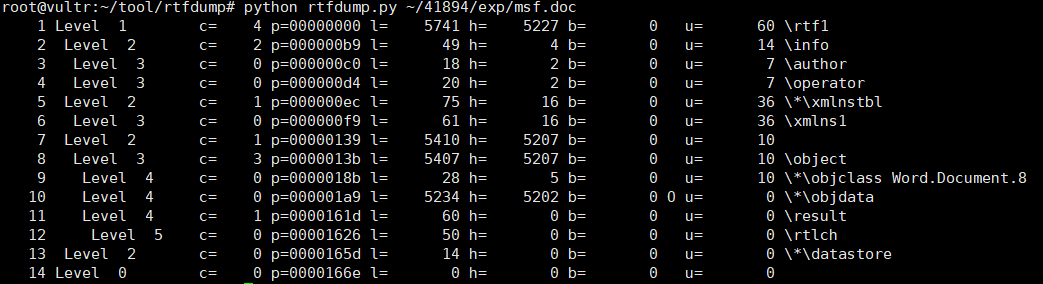 root@vultr:~/tool/rtfdump# python rtfdump.py ~/41894/exp/msf.doc
    1 Level  1        c=    4 p=00000000 l=    5741 h=    5227 b=       0   u=      60 \rtf1
    2  Level  2       c=    2 p=000000b9 l=      49 h=       4 b=       0   u=      14 \info
    3   Level  3      c=    0 p=000000c0 l=      18 h=       2 b=       0   u=       7 \author
    4   Level  3      c=    0 p=000000d4 l=      20 h=       2 b=       0   u=       7 \operator
    5  Level  2       c=    1 p=000000ec l=      75 h=      16 b=       0   u=      36 \*\xmlnstbl
    6   Level  3      c=    0 p=000000f9 l=      61 h=      16 b=       0   u=      36 \xmlns1
    7  Level  2       c=    1 p=00000139 l=    5410 h=    5207 b=       0   u=      10
    8   Level  3      c=    3 p=0000013b l=    5407 h=    5207 b=       0   u=      10 \object
    9    Level  4     c=    0 p=0000018b l=      28 h=       5 b=       0   u=      10 \*\objclass Word.Document.8
   10    Level  4     c=    0 p=000001a9 l=    5234 h=    5202 b=       0 O u=       0 \*\objdata
   11    Level  4     c=    1 p=0000161d l=      60 h=       0 b=       0   u=       0 \result
   12     Level  5    c=    0 p=00001626 l=      50 h=       0 b=       0   u=       0 \rtlch
   13  Level  2       c=    0 p=0000165d l=      14 h=       0 b=       0   u=       0 \*\datastore
   14 Level  0        c=    0 p=0000166e l=       0 h=       0 b=       0   u=       0